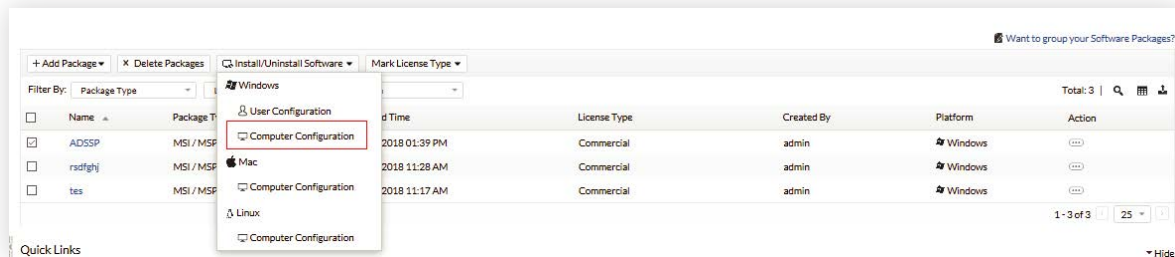 Want to group your Software Packages?
+ Add Package × Delete Packages Install/Uninstall Software Mark License Type
Filter By: Package Type Total: 3 |
Windows
User Configuration
Computer Configuration
Mac
Computer Configuration
Linux
Computer Configuration
Name Package d Time License Type Created By Platform Action
ADSSP MSI / MSP 2018 01:39 PM Commercial admin Windows
rsdfghj MSI / MSP 2018 11:28 AM Commercial admin Windows
tes MSI / MSP 2018 11:17 AM Commercial admin Windows
1 - 3 of 3 25
Quick Links Hide